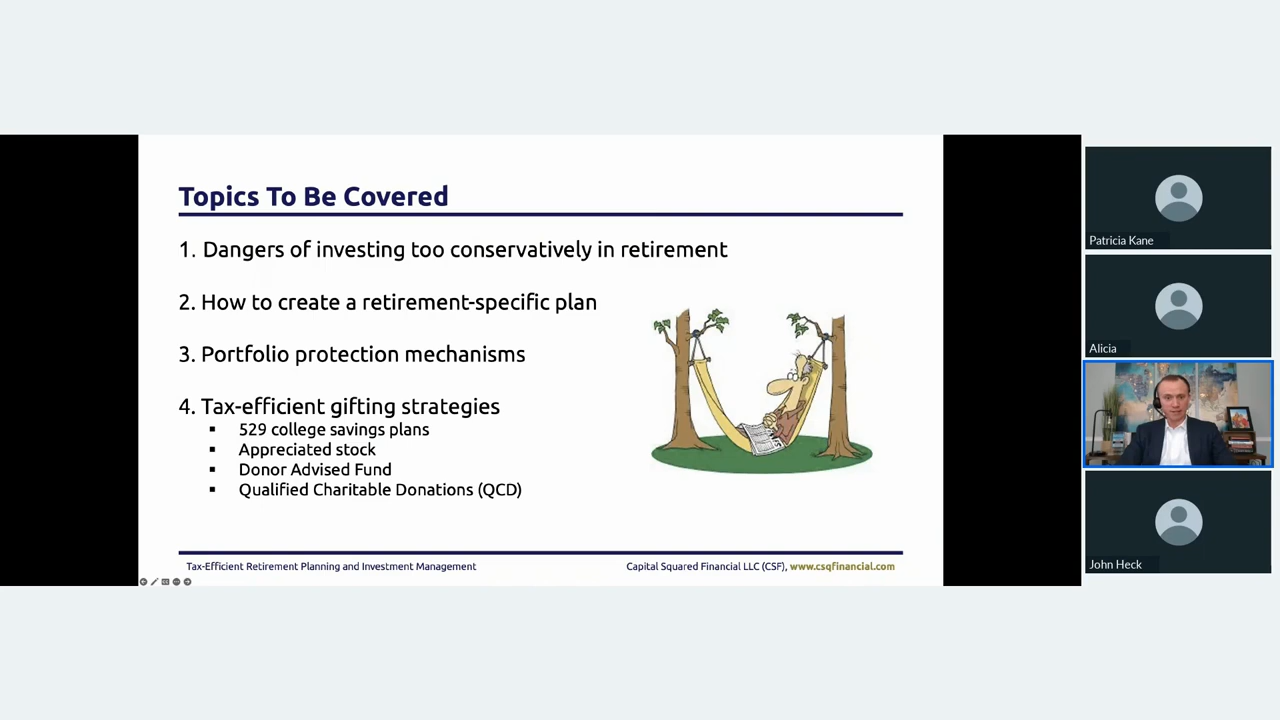 Topics To Be Covered
1. Dangers of investing too conservatively in retirement
2. How to create a retirement-specific plan
3. Portfolio protection mechanisms
4. Tax-efficient gifting strategies
▪ 529 college savings plans
▪ Appreciated stock
▪ Donor Advised Fund
▪ Qualified Charitable Donations (QCD)
Tax-Efficient Retirement Planning and Investment Management
Capital Squared Financial LLC (CSF), www.csqfinancial.com
Patricia Kane
Alicia
John Heck